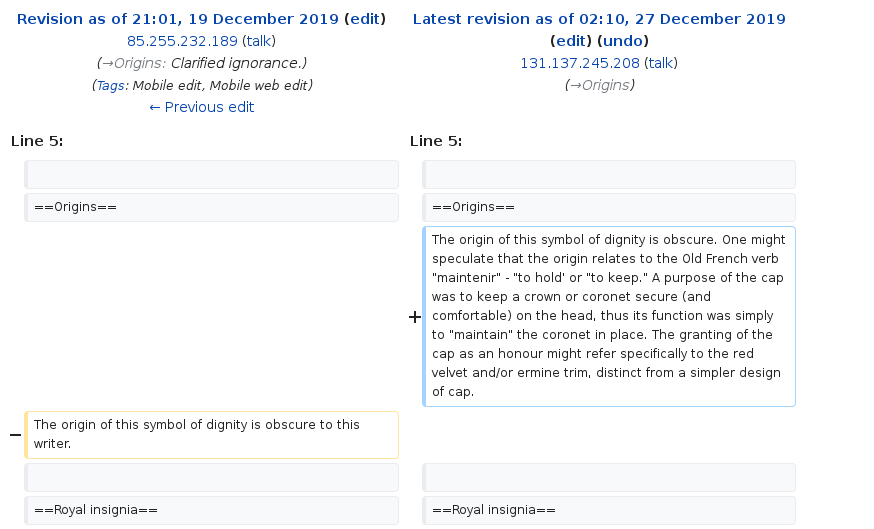 Revision as of 21:01, 19 December 2019 (edit)
85.255.232.189 (talk)
(→Origins: Clarified ignorance.)
(Tags: Mobile edit, Mobile web edit)
← Previous edit
Latest revision as of 02:10, 27 December 2019
(edit) (undo)
131.137.245.208 (talk)
(→Origins)
Line 5:
Line 5:
==Origins==
==Origins==
+
The origin of this symbol of dignity is obscure. One might
speculate that the origin relates to the Old French verb
"maintenir" - "to hold' or "to keep." A purpose of the cap
was to keep a crown or coronet secure (and
comfortable) on the head, thus its function was simply
to "maintain" the coronet in place. The granting of the
cap as an honour might refer specifically to the red
velvet and/or ermine trim, distinct from a simpler design
of cap.
−
The origin of this symbol of dignity is obscure to this
writer.
==Royal insignia==
==Royal insignia==